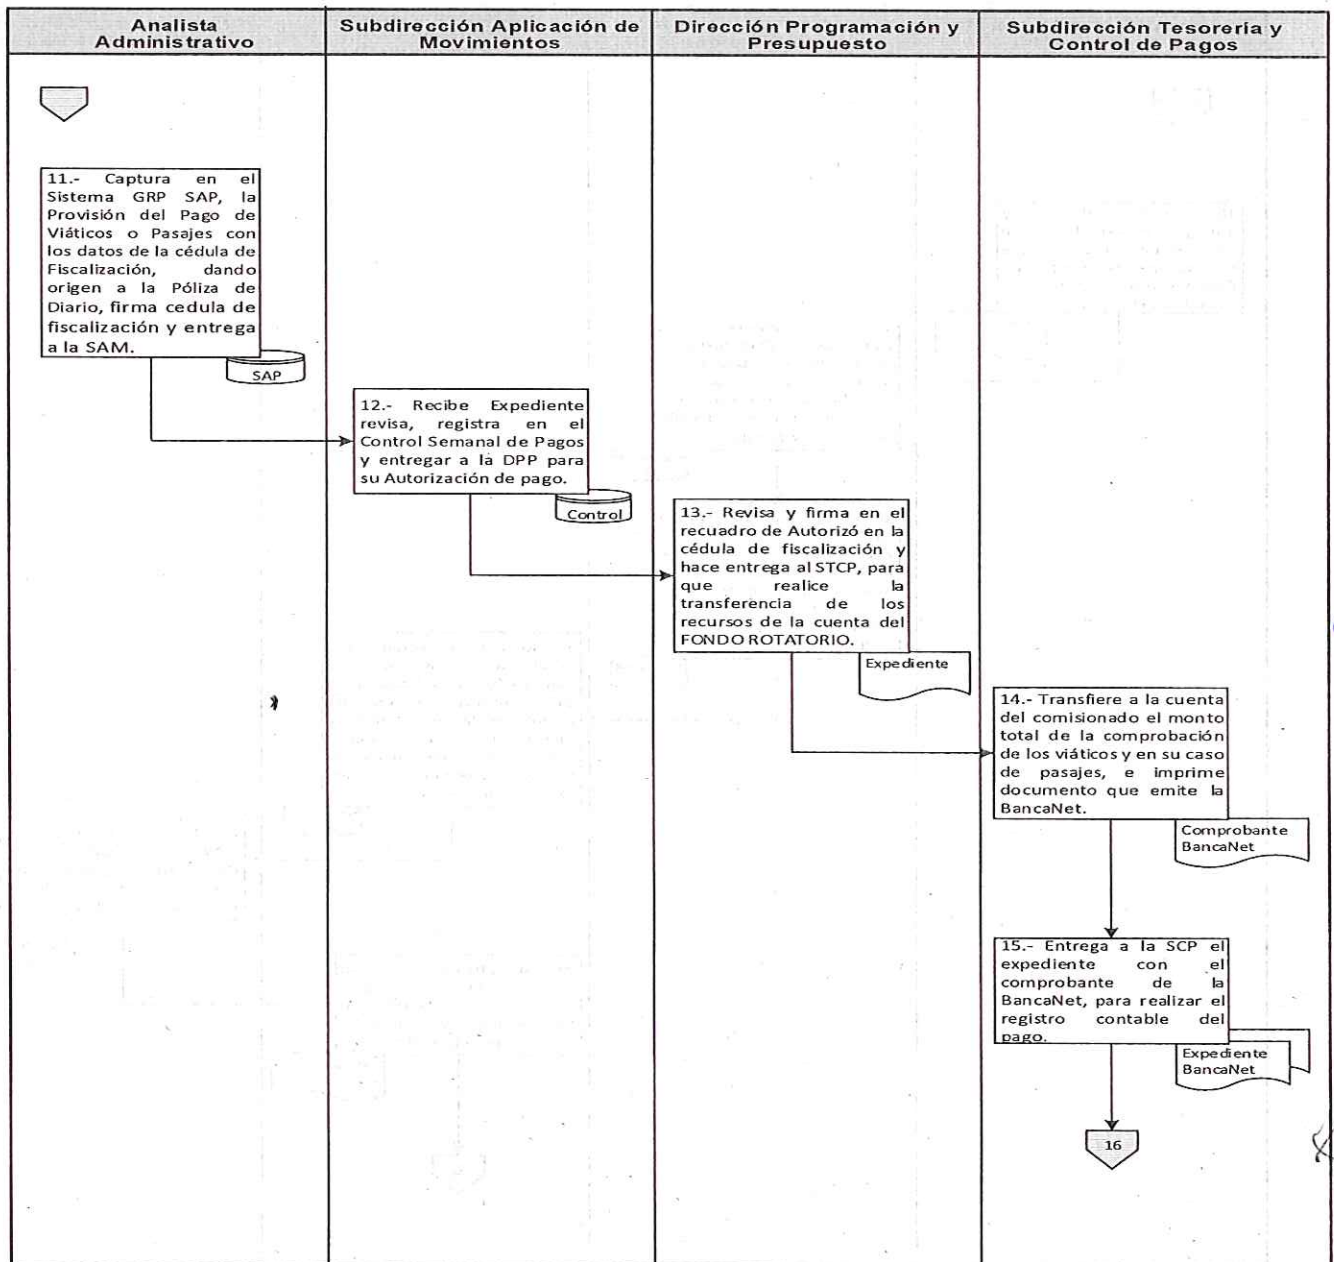 Analista
Administrativo
Subdirección Aplicación de
Movimientos
Dirección Programación y
Presupuesto
Subdirección Tesorería y
Control de Pagos
11.- Captura en el
Sistema GRP SAP, la
Provisión del Pago de
Viáticos o Pasajes con
los datos de la cédula de
Fiscalización, dando
origen a la Póliza de
Diario, firma cedula de
fiscalización y entrega
a la SAM.
SAP
12.- Recibe Expediente
revisa, registra en el
Control Semanal de Pagos
y entregar a la DPP para
su Autorización de pago.
Control
13.- Revisa y firma en el
recuadro de Autorizó en la
cédula de fiscalización y
hace entrega al STCP, para
que realice la
transferencia de los
recursos de la cuenta del
FONDO ROTATORIO.
Expediente
14.- Transfiere a la cuenta
del comisionado el monto
total de la comprobación
de los viáticos y en su caso
de pasajes, e imprime
documento que emite la
BancaNet.
Comprobante
BancaNet
15.- Entrega a la SCP el
expediente con el
comprobante de la
BancaNet, para realizar el
registro contable del
pago.
Expediente
BancaNet
16